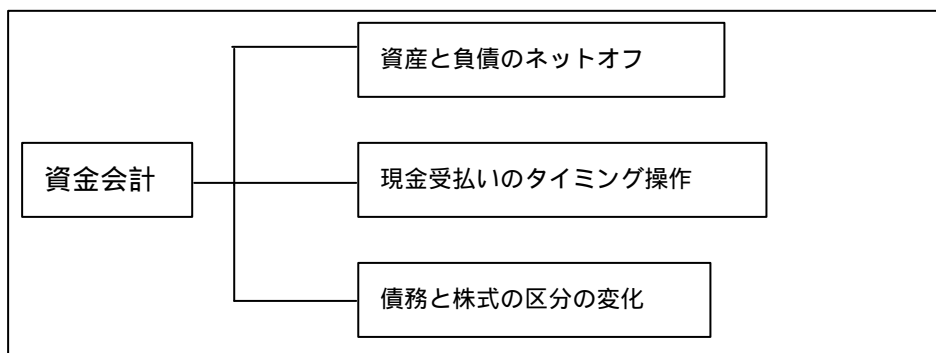 資産と負債のネットオフ
資金会計
現金受払いのタイミング操作
債務と株式の区分の変化